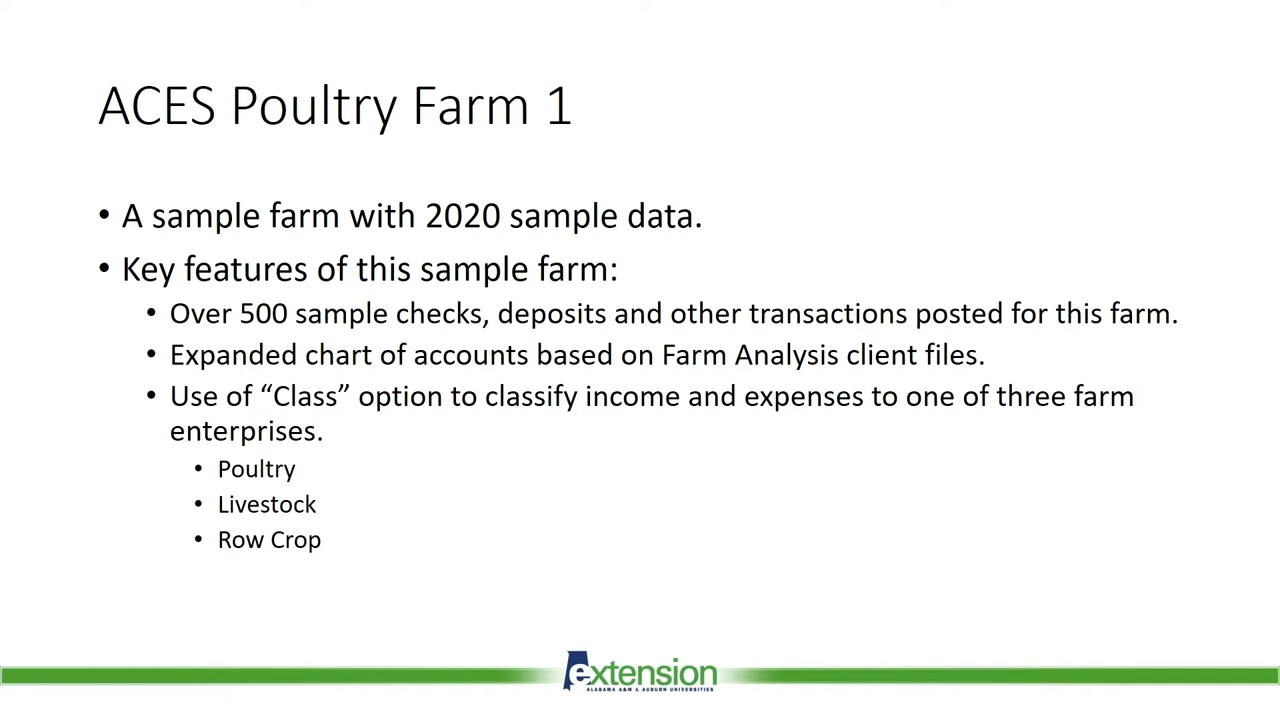 ACES Poultry Farm 1
• A sample farm with 2020 sample data.
• Key features of this sample farm:
• Over 500 sample checks, deposits and other transactions posted for this farm.
• Expanded chart of accounts based on Farm Analysis client files.
• Use of “Class” option to classify income and expenses to one of three farm
enterprises.
• Poultry
• Livestock
• Row Crop
extension
ALABAMA A&M & AUBURN UNIVERSITIES